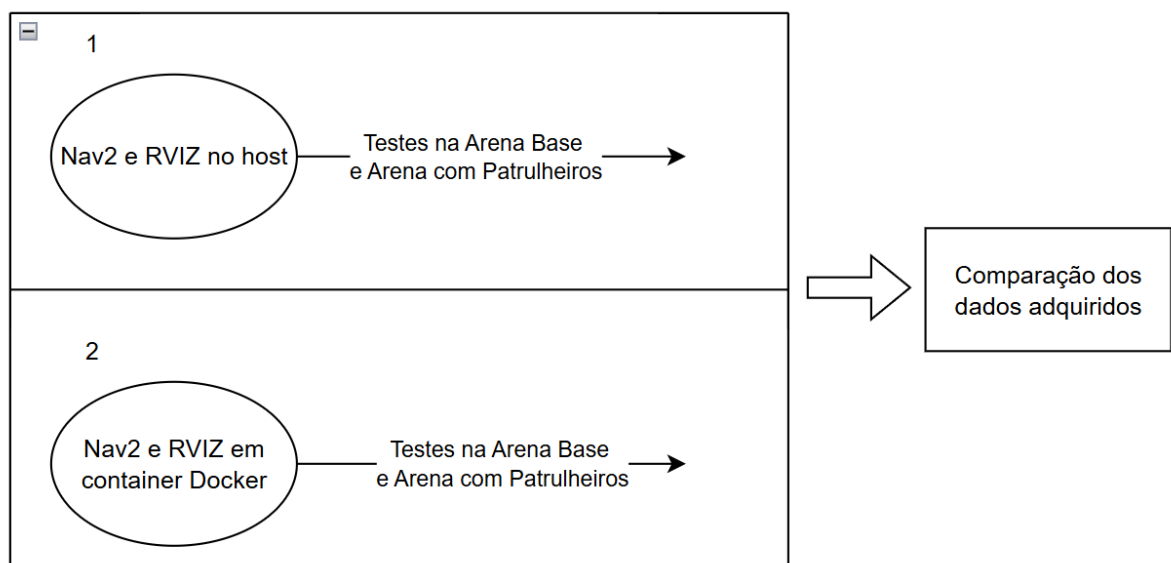 1
Nav2 e RVIZ no host
Testes na Arena Base
e Arena com Patrulheiros
2
Nav2 e RVIZ em
container Docker
Testes na Arena Base
e Arena com Patrulheiros
Comparação dos
dados adquiridos